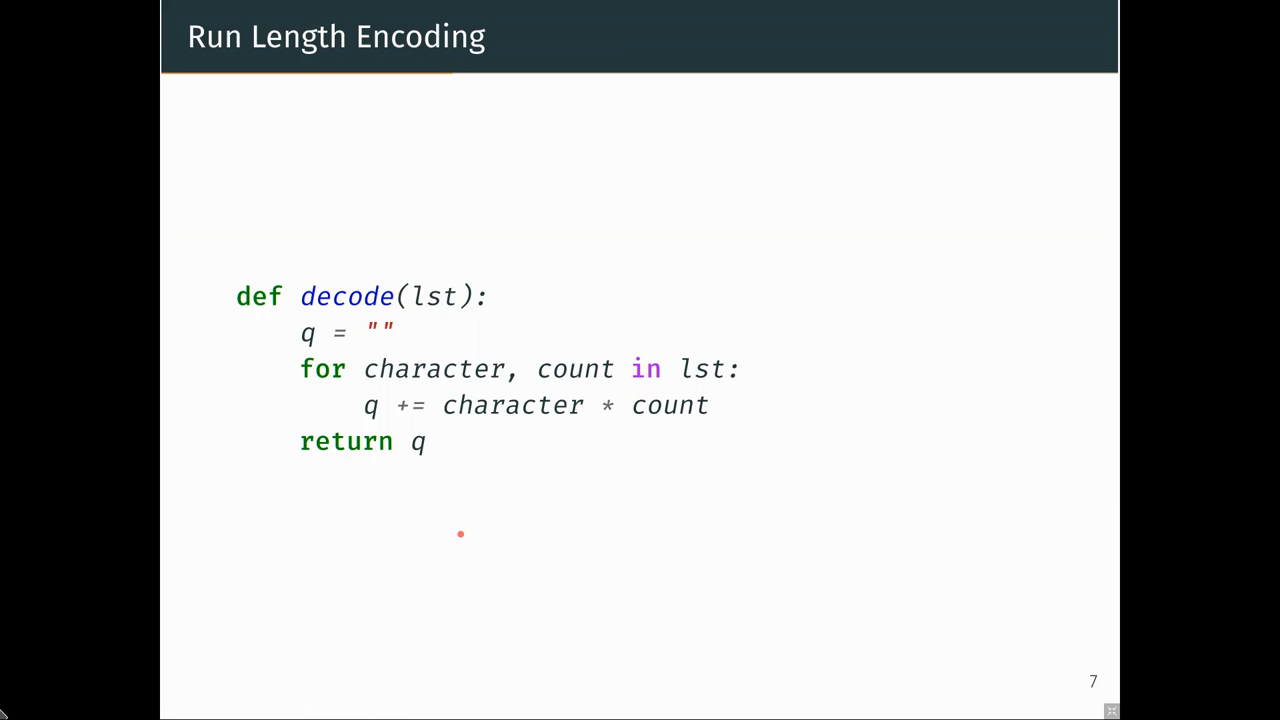 Run Length Encoding
def decode(lst):
    q = ""
    for character, count in lst:
        q += character * count
    return q
7